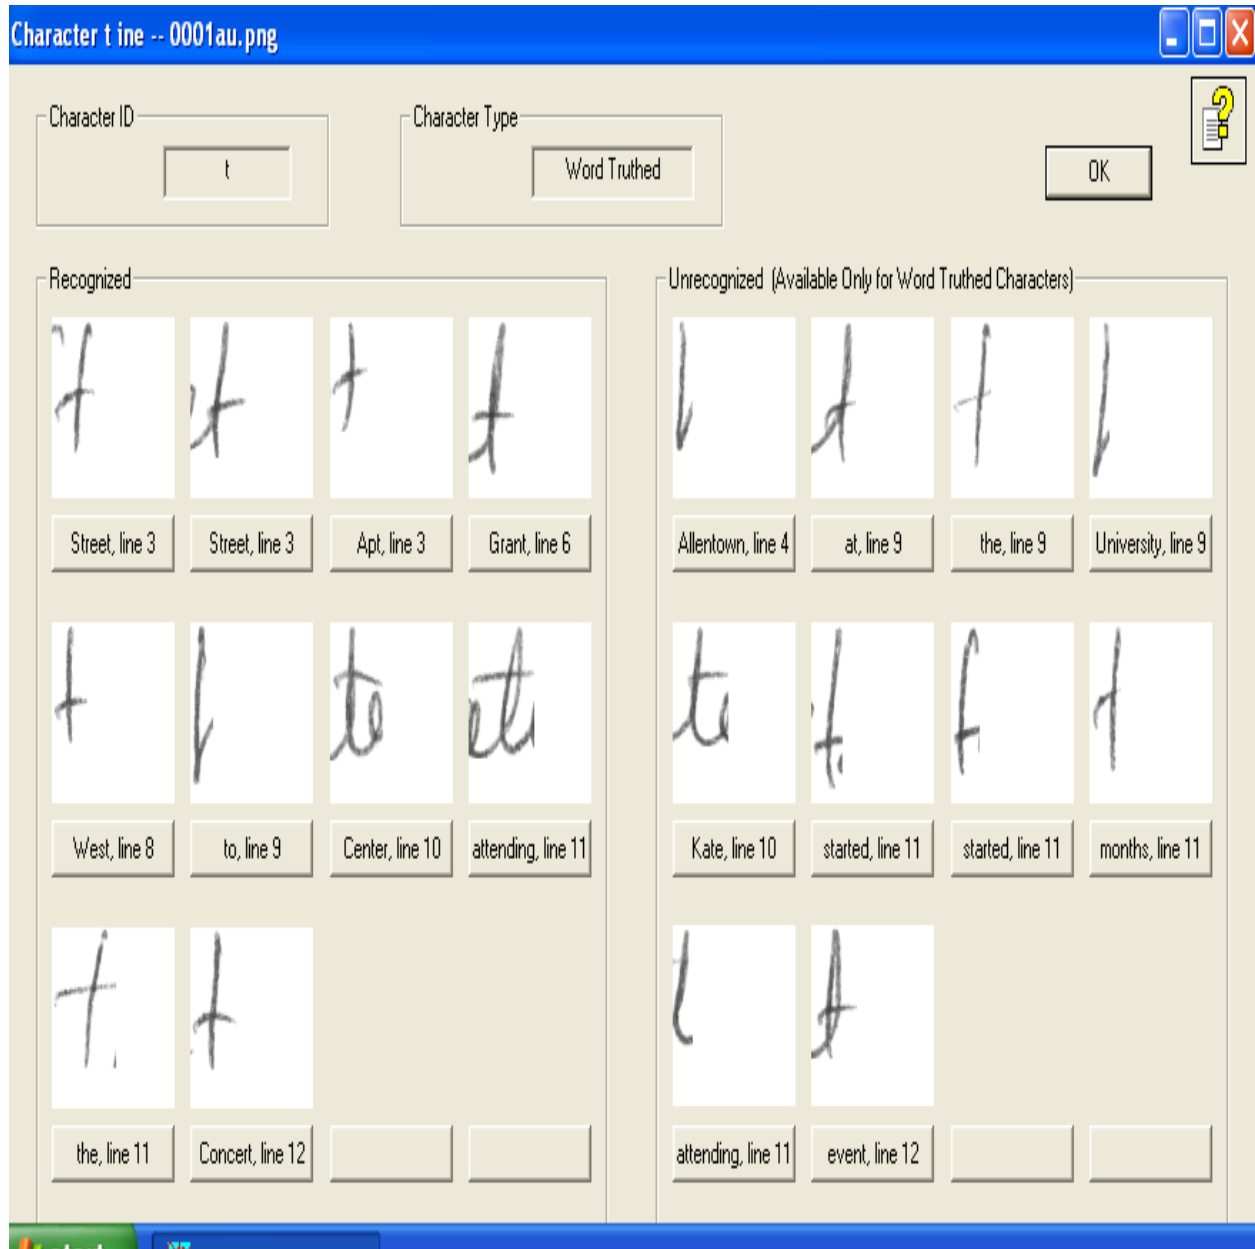 Character t ine -- 0001au.png
Character ID
Character Type
t
Word Truthed
OK
Recognized
Unrecognized (Available Only for Word Truthed Characters)
t
et
t
t
t
t
Street, line 3
Street, line 3
Apt, line 3
Grant, line 6
Allentown, line 4
at, line 9
the, line 9
University, line 9
t
te
ett
te
t
t
t
West, line 8
to, line 9
Center, line 10
attending, line 11
Kate, line 10
started, line 11
started, line 11
months, line 11
t
t
t
t
the, line 11
Concert, line 12
attending, line 11
event, line 12